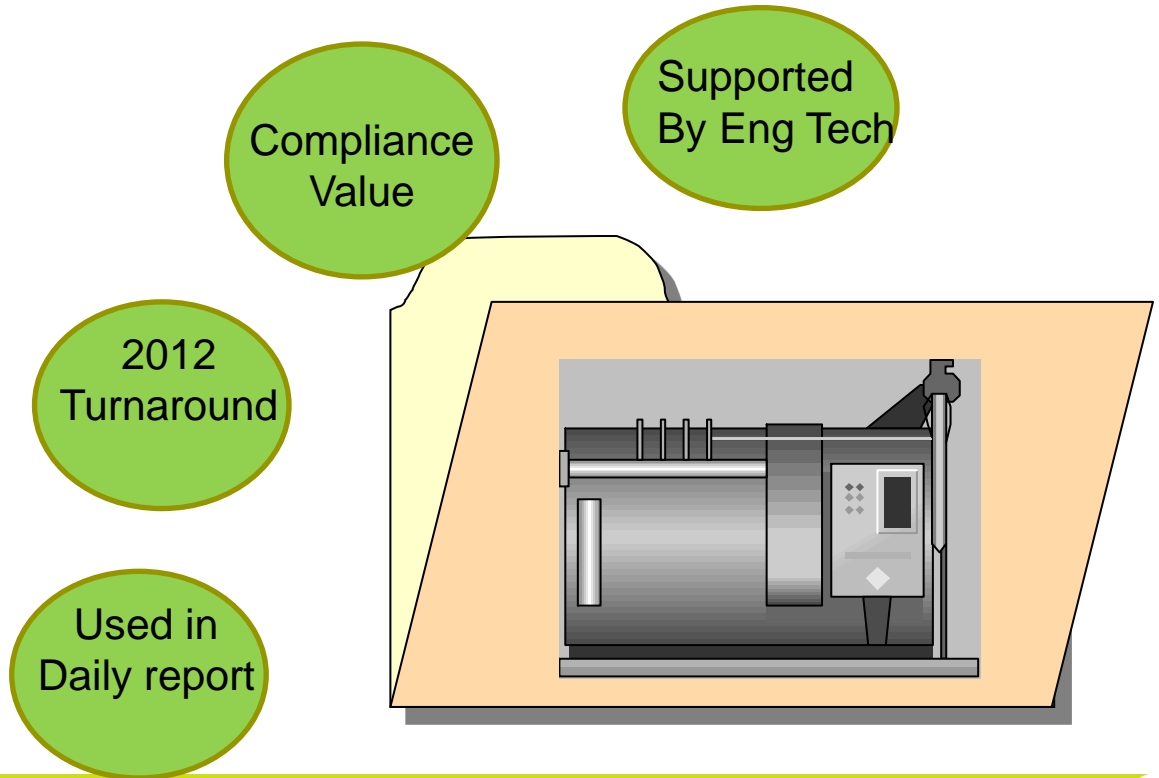 Supported
By Eng Tech
Compliance
Value
2012
Turnaround
Used in
Daily report